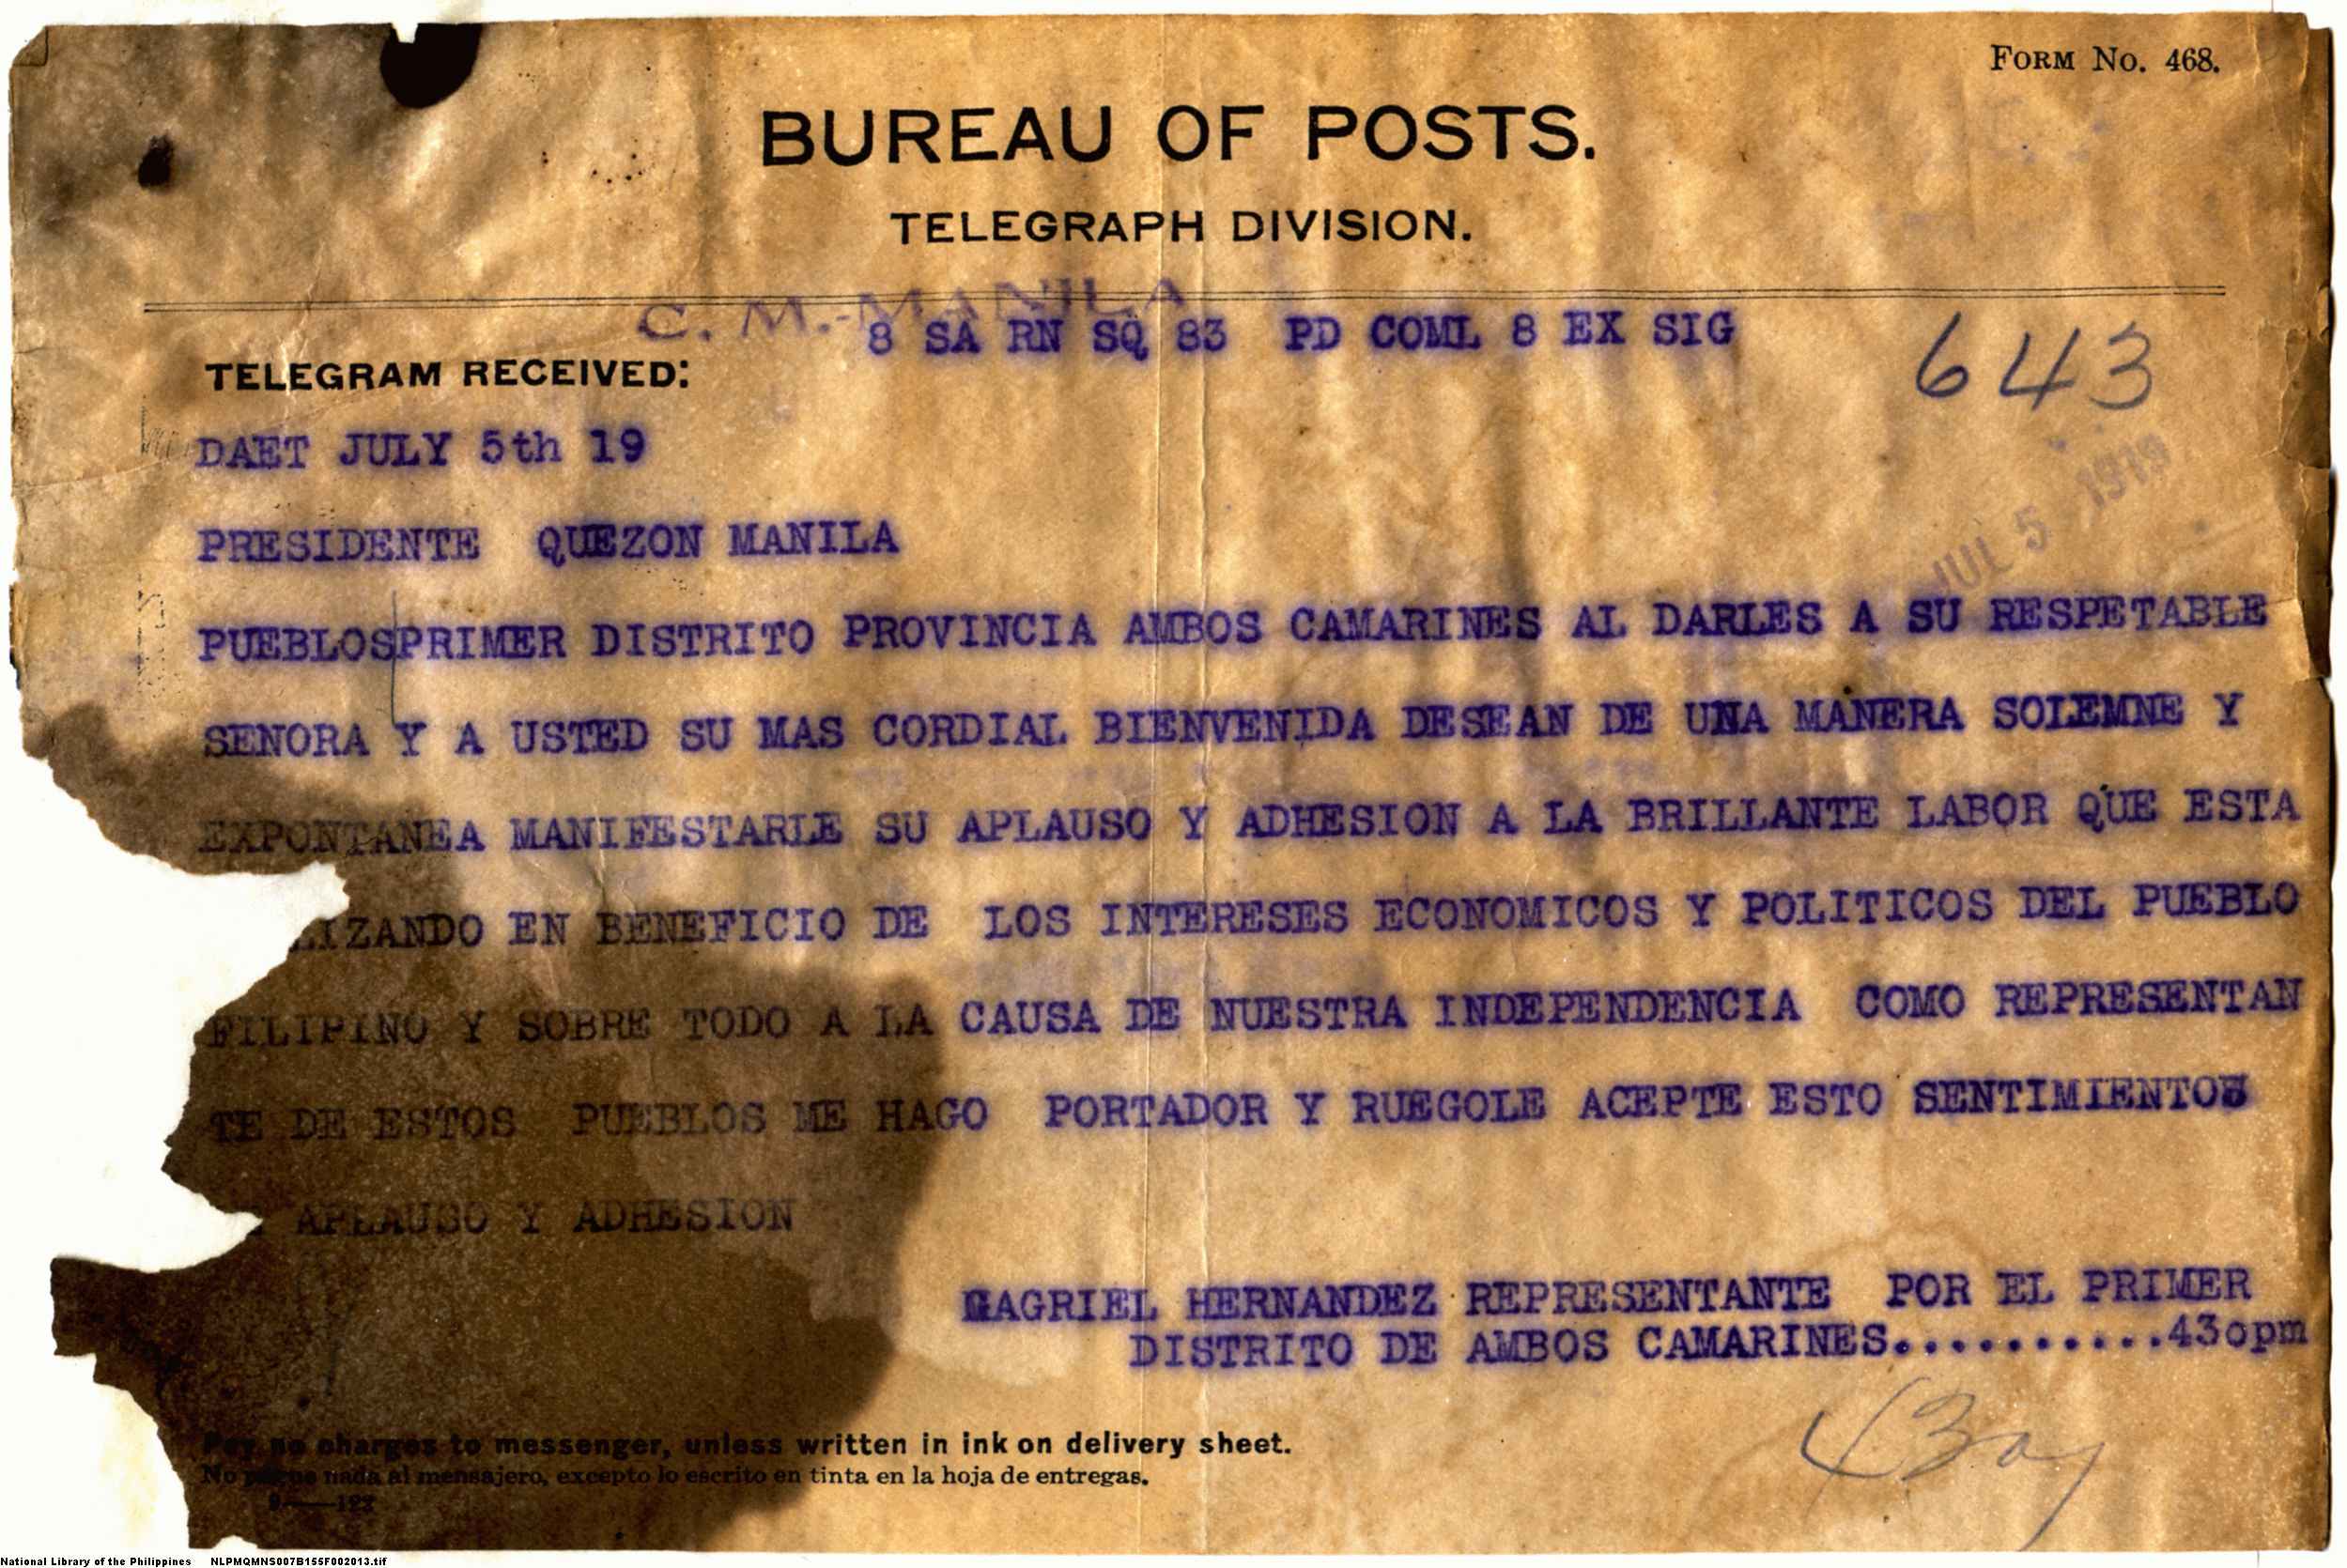 FORM NO. 468.
BUREAU OF POSTS.
TELEGRAPH DIVISION.
C. M.-MANILA
8 SA RN SQ 83 PD COML 8 EX SIG
643
TELEGRAM RECEIVED:
DAET JULY 5th 19
JUL 5 1919
PRESIDENTE QUEZON MANILA
PUEBLOS PRIMER DISTRITO PROVINCIA AMBOS CAMARINES AL DARLES A SU RESPETABLE
SENORA Y A USTED SU MAS CORDIAL BIENVENIDA DESEAN DE UNA MANERA SOLEMNE Y
EXPONTANEA MANIFESTARLE SU APLAUSO Y ADHESION A LA BRILLANTE LABOR QUE ESTA
LIZANDO EN BENEFICIO DE LOS INTERESES ECONOMICOS Y POLITICOS DEL PUEBLO
FILIPINO Y SOBRE TODO A LA CAUSA DE NUESTRA INDEPENDENCIA COMO REPRESENTAN
TE DE ESTOS PUEBLOS ME HAGO PORTADOR Y RUEGOLE ACEPTE ESTO SENTIMIENTOS
APLAUSO Y ADHESION
GAGRIEL HERNANDEZ REPRESENTANTE POR EL PRIMER
DISTRITO DE AMBOS CAMARINES...........430pm
Pay no charges to messenger, unless written in ink on delivery sheet.
No pague nada al mensajero, excepto lo escrito en tinta en la hoja de entregas.
National Library of the Philippines NLPMQMNS007B155F002013.tif